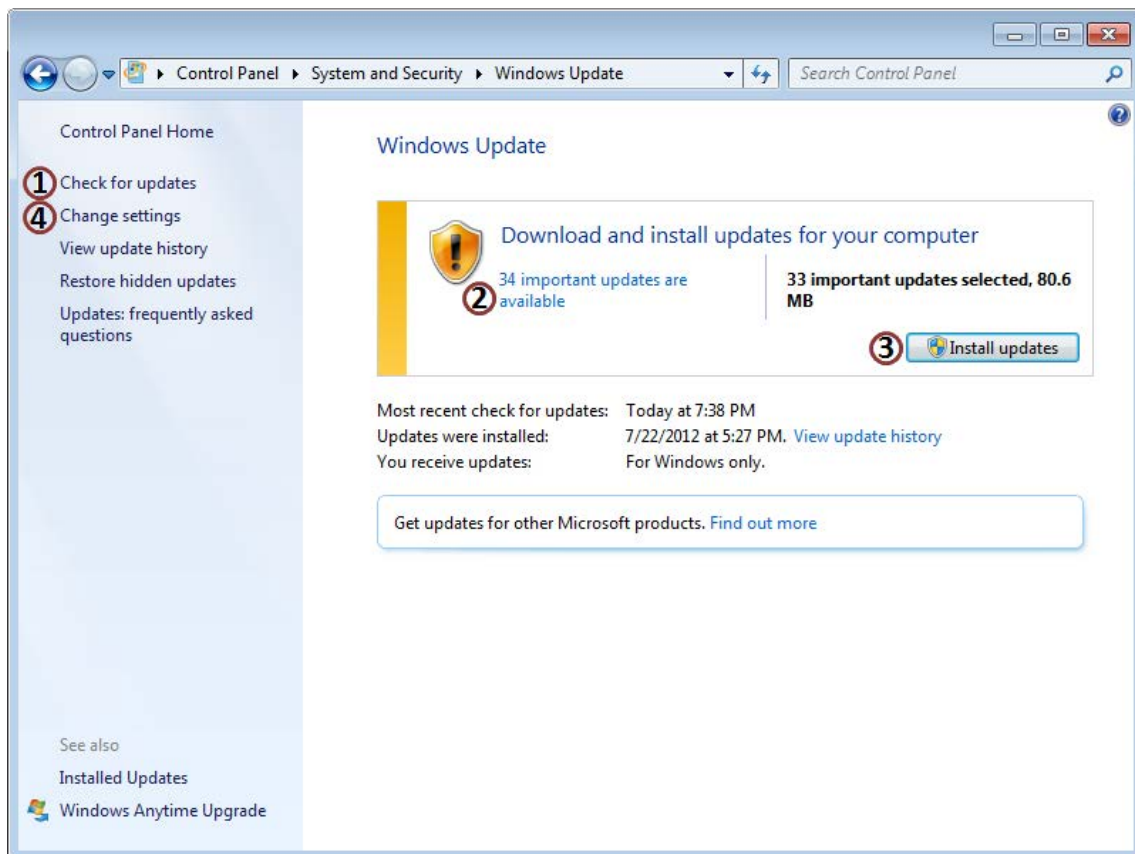 Control Panel ▸ System and Security ▸ Windows Update
Search Control Panel
Control Panel Home
1 Check for updates
4 Change settings
View update history
Restore hidden updates
Updates: frequently asked
questions
See also
Installed Updates
Windows Anytime Upgrade
Windows Update
Download and install updates for your computer
34 important updates are
2 available
33 important updates selected, 80.6
MB
3 Install updates
Most recent check for updates: Today at 7:38 PM
Updates were installed: 7/22/2012 at 5:27 PM. View update history
You receive updates: For Windows only.
Get updates for other Microsoft products. Find out more